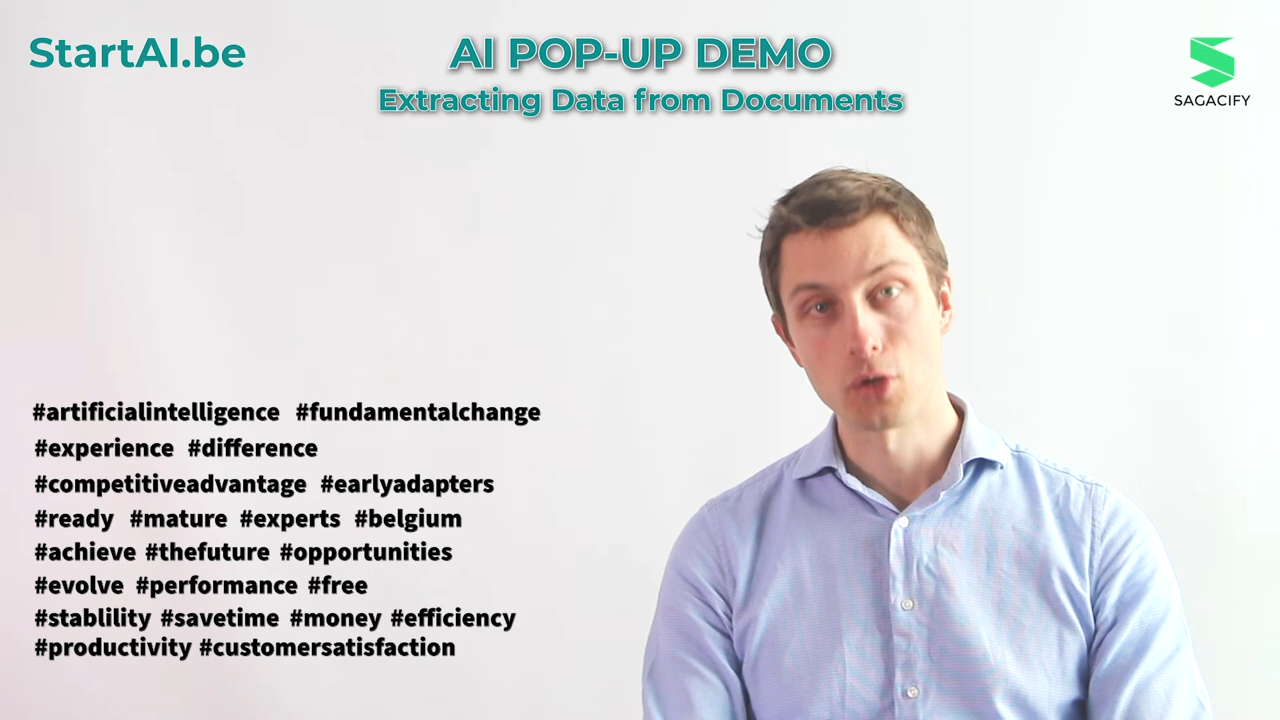 StartAI.be
AI POP-UP DEMO
Extracting Data from Documents
SAGACIFY
#artificialintelligence #fundamentalchange
#experience #difference
#competitiveadvantage #earlyadapters
#ready #mature #experts #belgium
#achieve #thefuture #opportunities
#evolve #performance #free
#stablility #savetime #money #efficiency
#productivity #customersatisfaction